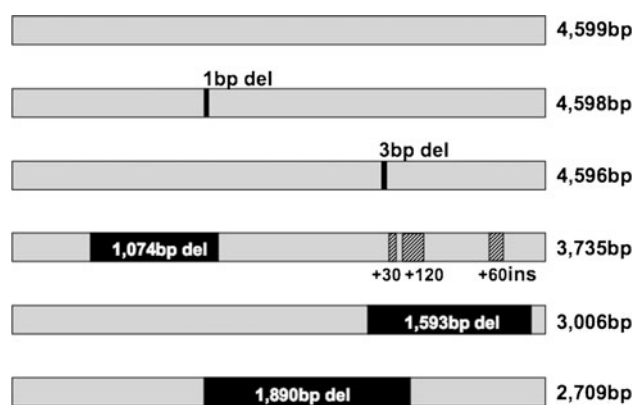 4,599bp
1bp del
4,598bp
3bp del
4,596bp
1,074bp del
3,735bp
+30 +120 +60ins
1,593bp del
3,006bp
1,890bp del
2,709bp